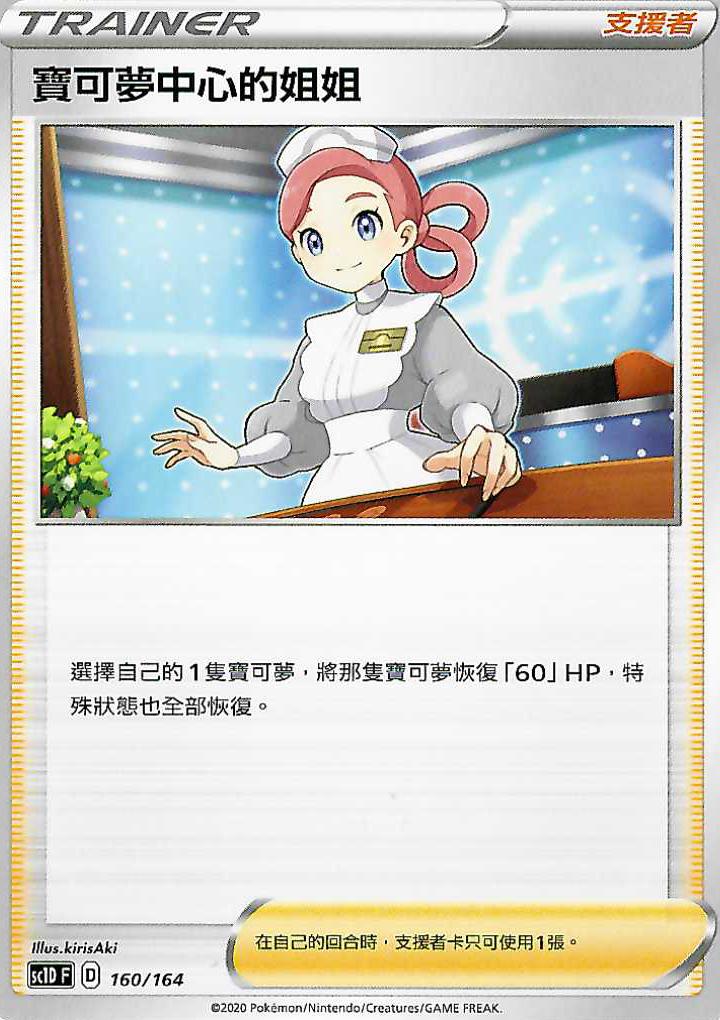 TRAINER
支援者
寶可夢中心的姐姐
選擇自己的1隻寶可夢，將那隻寶可夢恢復「60」HP，特
殊狀態也全部恢復。
在自己的回合時，支援者卡只可使用1張。
Illus.kirisAki
sc1D F D 160/164
©2020 Pokémon/Nintendo/Creatures/GAME FREAK.